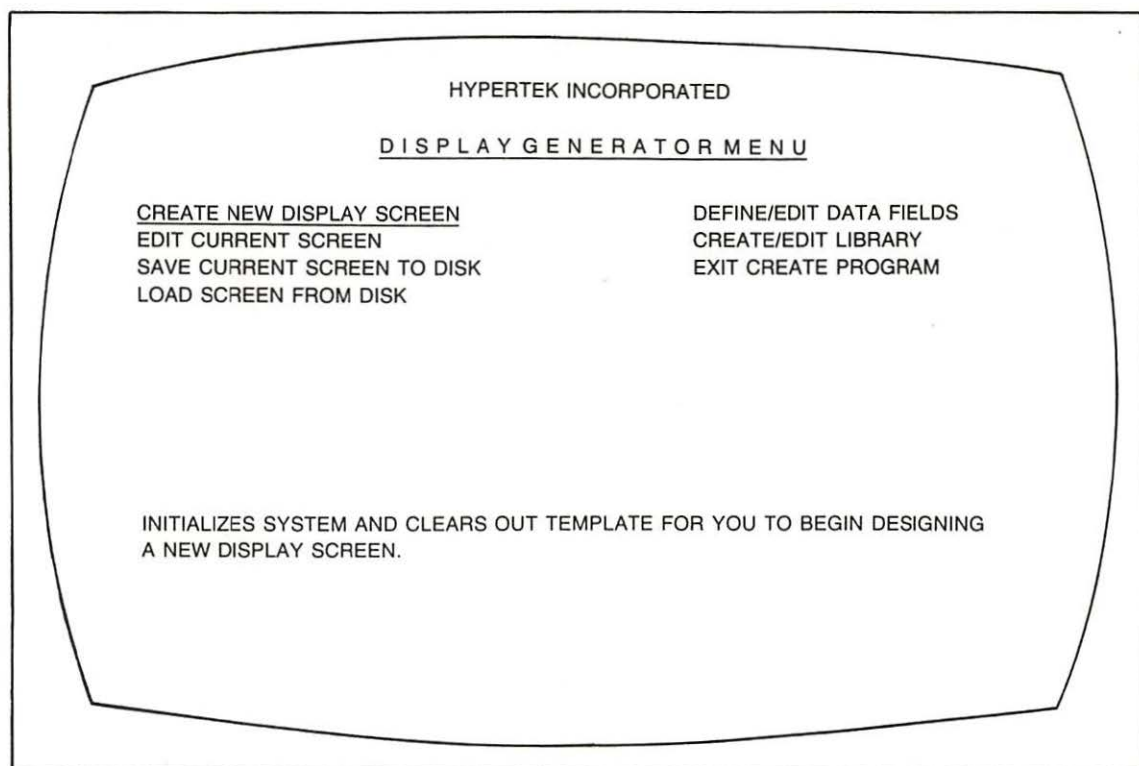 HYPERTEK INCORPORATED
DISPLAY GENERATOR MENU
CREATE NEW DISPLAY SCREEN
EDIT CURRENT SCREEN
SAVE CURRENT SCREEN TO DISK
LOAD SCREEN FROM DISK
DEFINE/EDIT DATA FIELDS
CREATE/EDIT LIBRARY
EXIT CREATE PROGRAM
INITIALIZES SYSTEM AND CLEARS OUT TEMPLATE FOR YOU TO BEGIN DESIGNING
A NEW DISPLAY SCREEN.